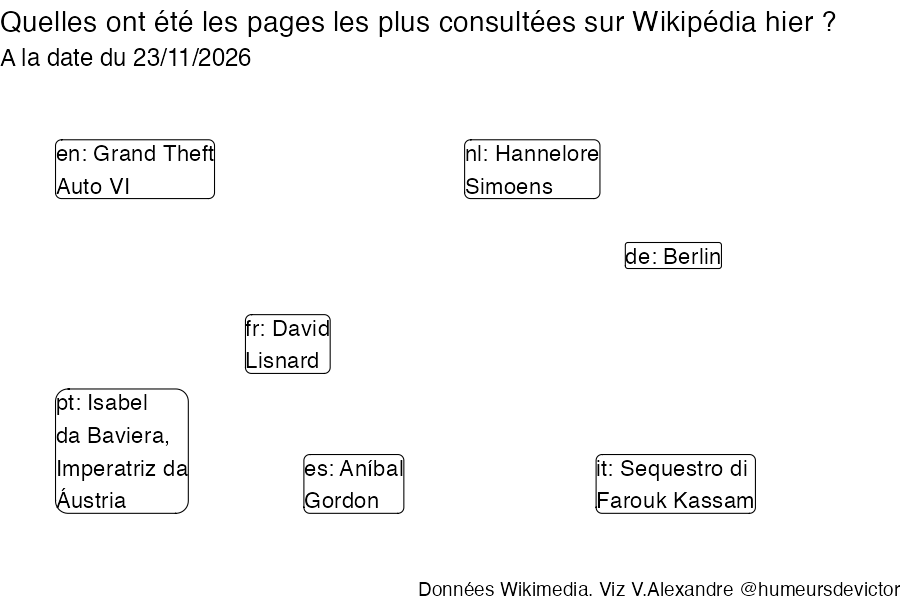 Quelles ont été les pages les plus consultées sur Wikipédia hier ?
A la date du 23/11/2026
en: Grand Theft
Auto VI
nl: Hannelore
Simoens
de: Berlin
fr: David
Lisnard
pt: Isabel
da Baviera,
Imperatriz da
Áustria
es: Aníbal
Gordon
it: Sequestro di
Farouk Kassam
Données Wikimedia. Viz V.Alexandre @humeursdevictor